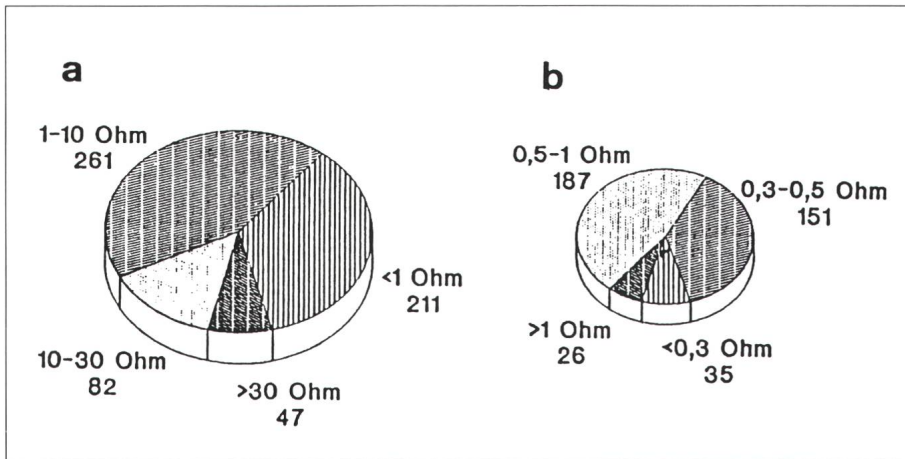 a
1-10 Ohm
261
<1 Ohm
211
10-30 Ohm
82
>30 Ohm
47
b
0,5-1 Ohm
187
0,3-0,5 Ohm
151
>1 Ohm
26
<0,3 Ohm
35